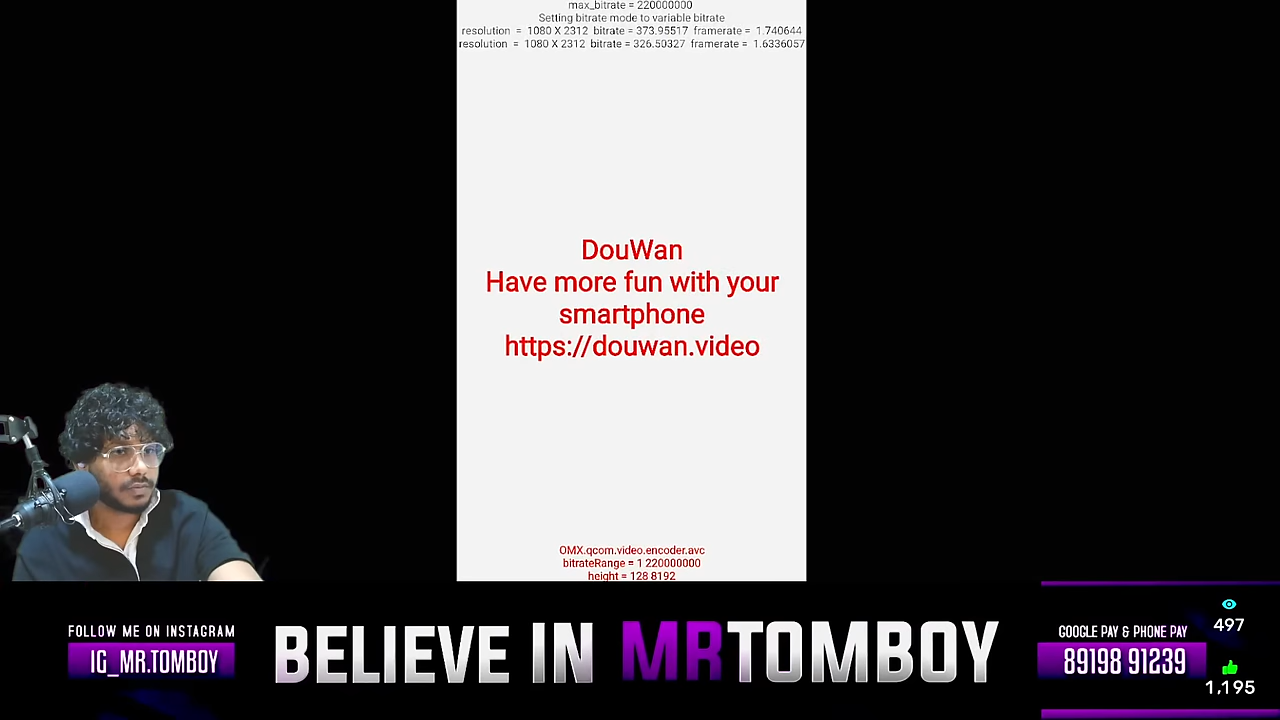 max_bitrate = 220000000
Setting bitrate mode to variable bitrate
resolution = 1080 X 2312 bitrate = 373.95517 framerate = 1.740644
resolution = 1080 X 2312 bitrate = 326.50327 framerate = 1.6336057
DouWan
Have more fun with your
smartphone
https://douwan.video
OMX.qcom.video.encoder.avc
bitrateRange = 1 220000000
height = 128 8192
FOLLOW ME ON INSTAGRAM
IG_MR.TOMBOY
BELIEVE IN MRTOMBOY
GOOGLE PAY & PHONE PAY
89198 91239
497
1,195